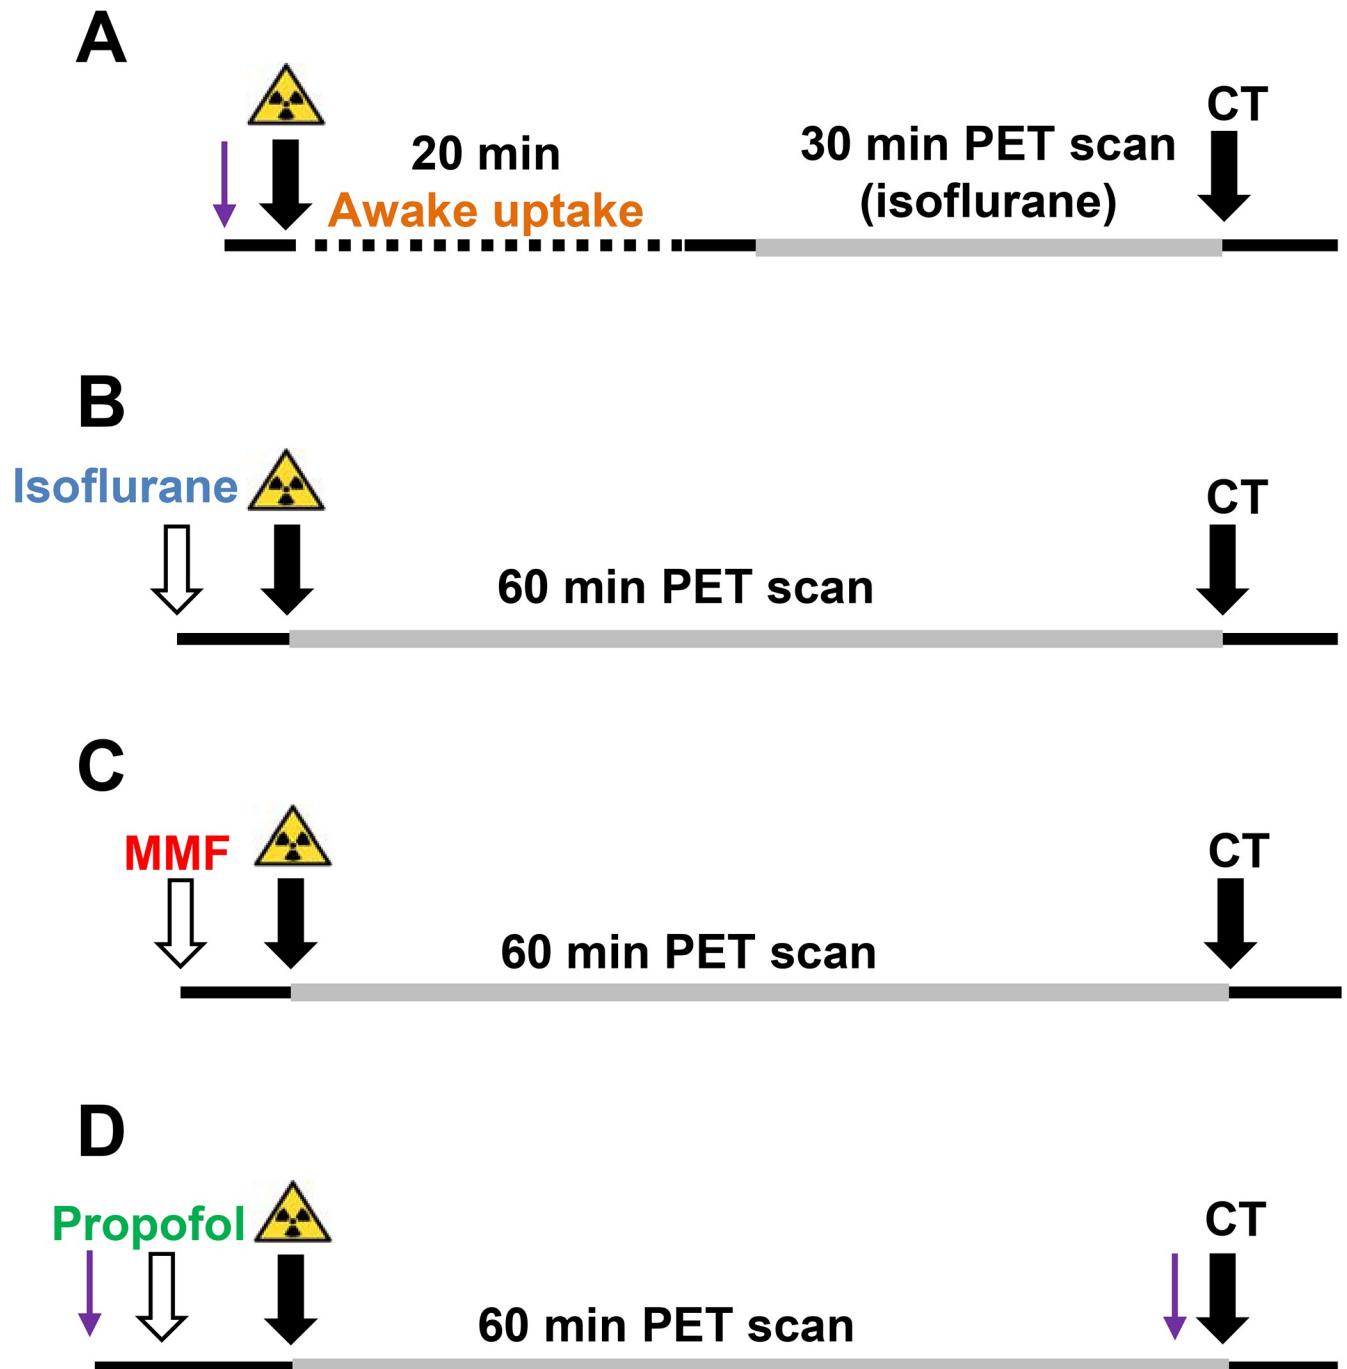 A
20 min
Awake uptake
30 min PET scan
(isoflurane)
CT
B
Isoflurane
60 min PET scan
CT
C
MMF
60 min PET scan
CT
D
Propofol
60 min PET scan
CT